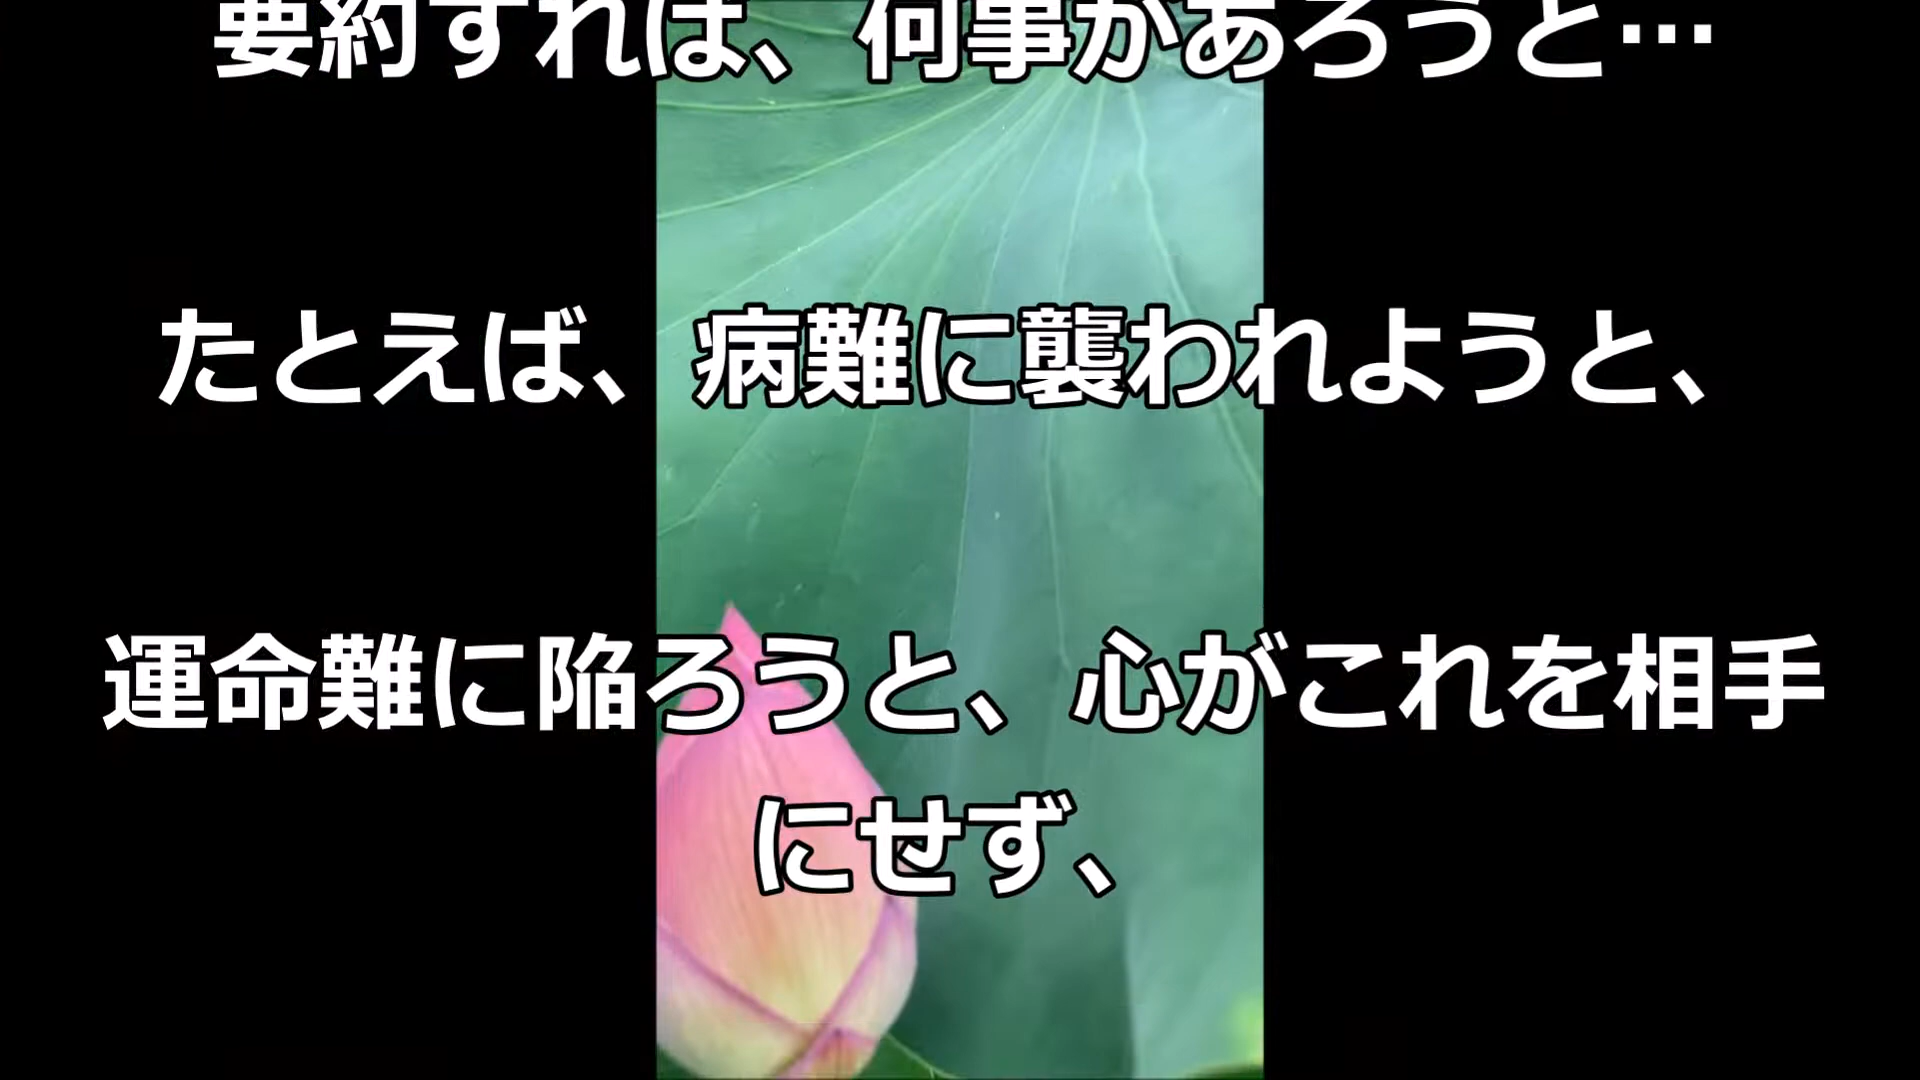 要約すれば、何事があろうと…
たとえば、病難に襲われようと、
運命難に陥ろうと、心がこれを相手
にせず、